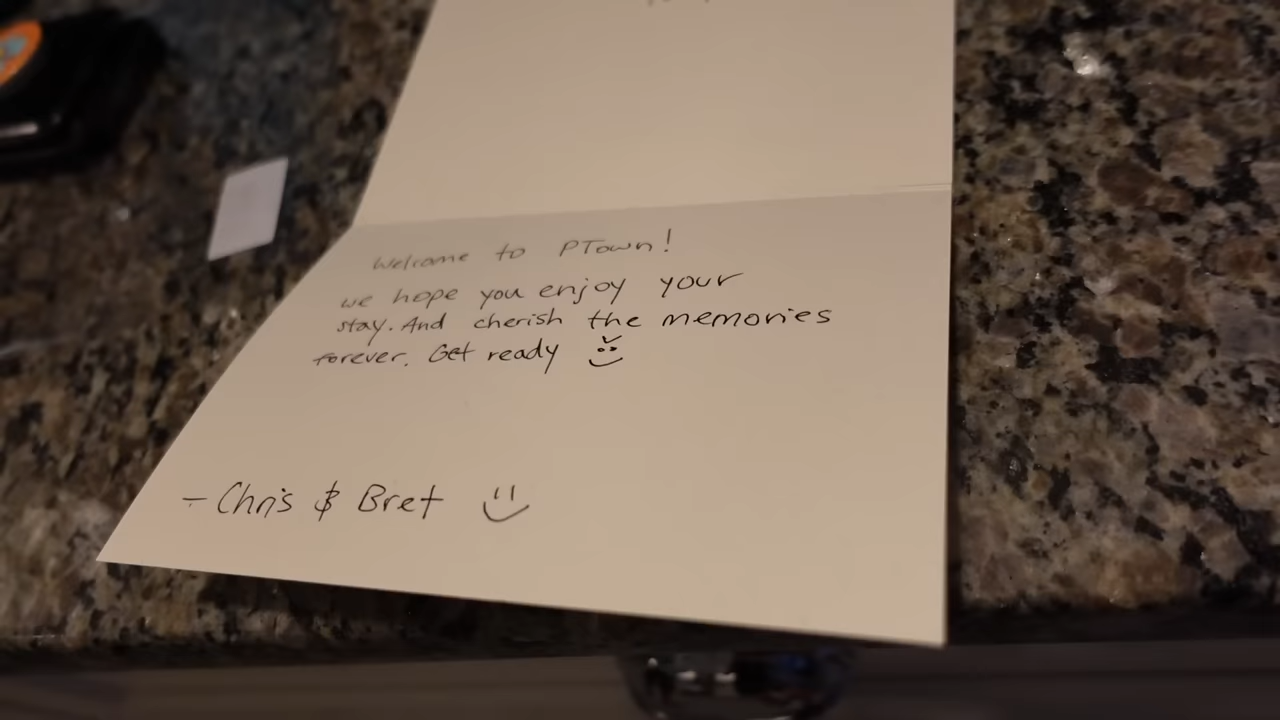 Welcome to PTown!
we hope you enjoy your
stay. And cherish the memories
forever. Get ready
- Chris & Bret